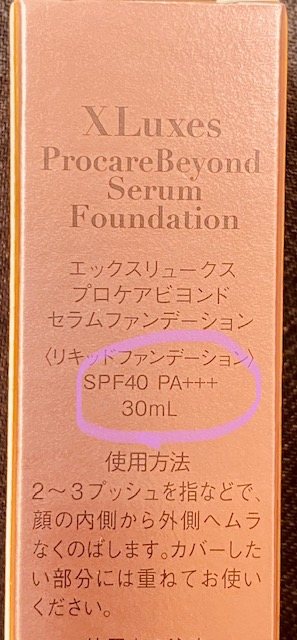 XLuxes
ProcareBeyond
Serum
Foundation
エックスリュークス
プロケアビヨンド
セラムファンデーション
〈リキッドファンデーション〉
SPF40 PA+++
30mL
使用方法
2～3プッシュを指などで、
顔の内側から外側へムラ
なくのばします。カバーした
い部分には重ねてお使い
ください。